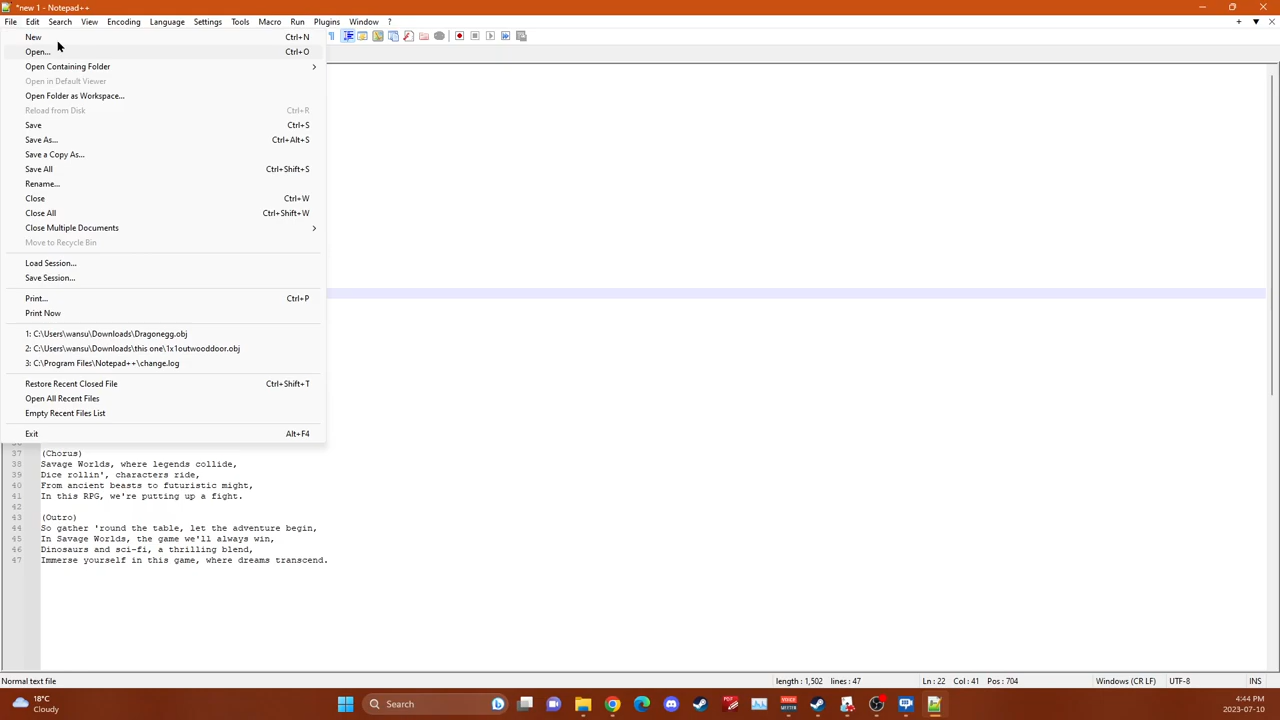 *new 1 - Notepad++
File Edit Search View Encoding Language Settings Tools Macro Run Plugins Window ?
New Ctrl+N
Open... Ctrl+O
Open Containing Folder
Open in Default Viewer
Open Folder as Workspace...
Reload from Disk Ctrl+R
Save Ctrl+S
Save As... Ctrl+Alt+S
Save a Copy As...
Save All Ctrl+Shift+S
Rename...
Close Ctrl+W
Close All Ctrl+Shift+W
Close Multiple Documents
Move to Recycle Bin
Load Session...
Save Session...
Print... Ctrl+P
Print Now
1: C:\Users\wansu\Downloads\Dragonegg.obj
2: C:\Users\wansu\Downloads\this one\1x1outwooddoor.obj
3: C:\Program Files\Notepad++\change.log
Restore Recent Closed File Ctrl+Shift+T
Open All Recent Files
Empty Recent Files List
Exit Alt+F4
37 (Chorus)
38 Savage Worlds, where legends collide,
39 Dice rollin', characters ride,
40 From ancient beasts to futuristic might,
41 In this RPG, we're putting up a fight.
42
43 (Outro)
44 So gather 'round the table, let the adventure begin,
45 In Savage Worlds, the game we'll always win,
46 Dinosaurs and sci-fi, a thrilling blend,
47 Immerse yourself in this game, where dreams transcend.
Normal text file length : 1,502 lines : 47 Ln : 22 Col : 41 Pos : 704 Windows (CR LF) UTF-8 INS
18°C
Cloudy
Search
4:44 PM
2023-07-10